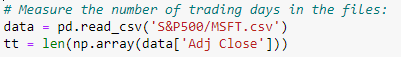 # Measure the number of trading days in the files:
data = pd.read_csv('S&P500/MSFT.csv')
tt = len(np.array(data['Adj Close']))